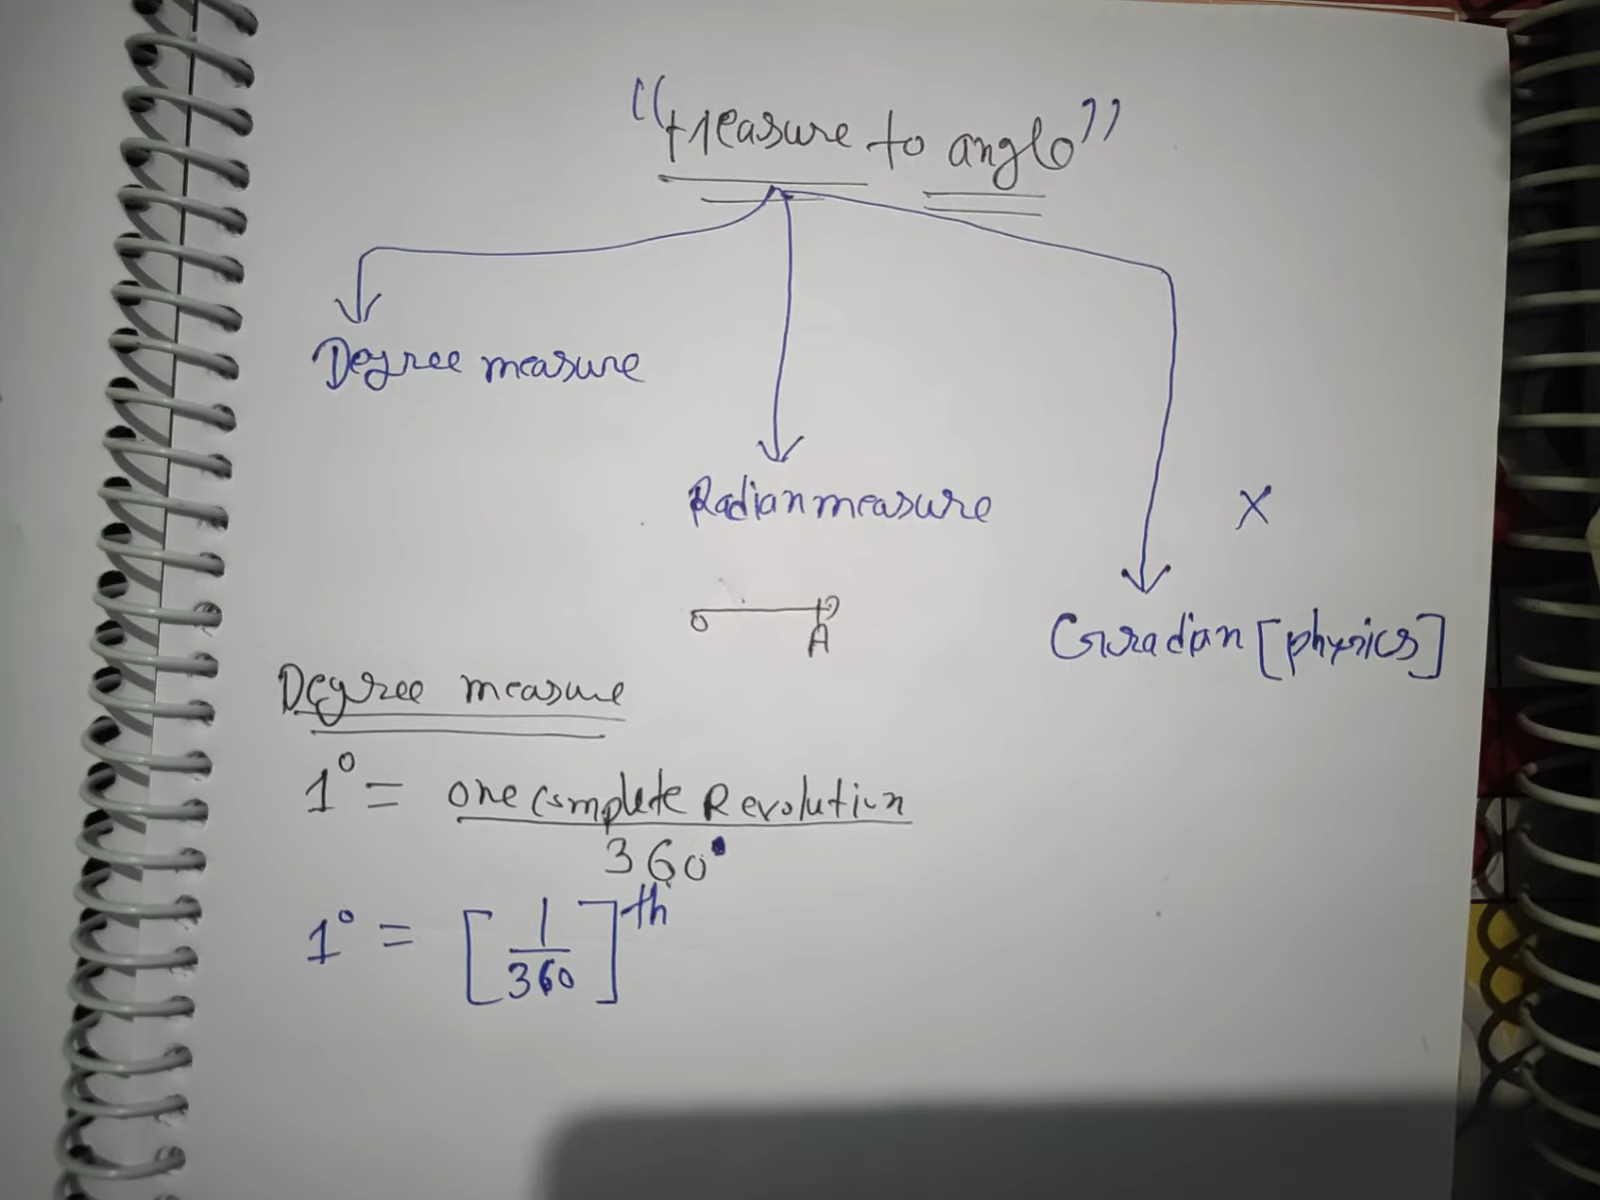 "Measure to angle"
Degree measure
Radian measure
X
O A
Gradian [physics]
Degree measure
1° = one complete Revolution
360°
1° = [1/360]th